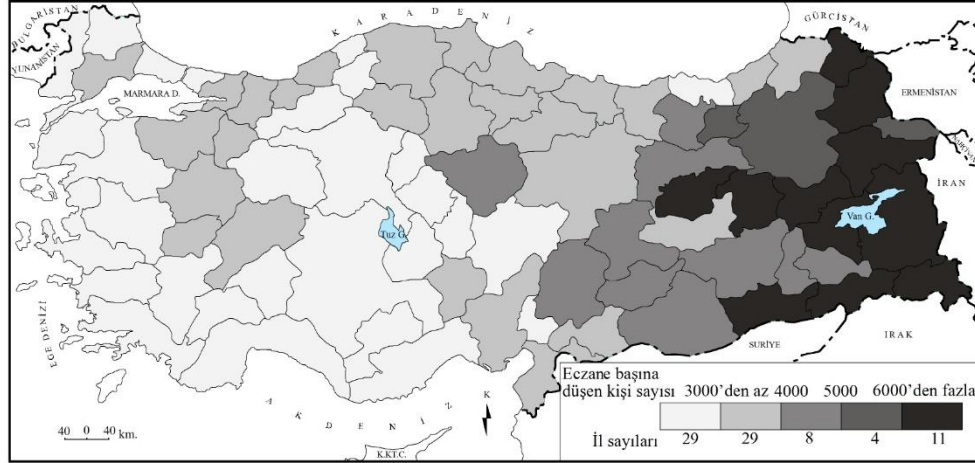 BULGARİSTAN
YUNANİSTAN
K A R A D E N İ Z
GÜRCİSTAN
MARMARA D.
ERMENİSTAN
İRAN
Tuz G.
Van G.
EGE DENİZİ
SURİYE
IRAK
A K D E N İ Z
K
40 0 40 km.
K.K.T.C.
Eczane başına
düşen kişi sayısı 3000'den az 4000 5000 6000'den fazla
İl sayıları 29 29 8 4 11